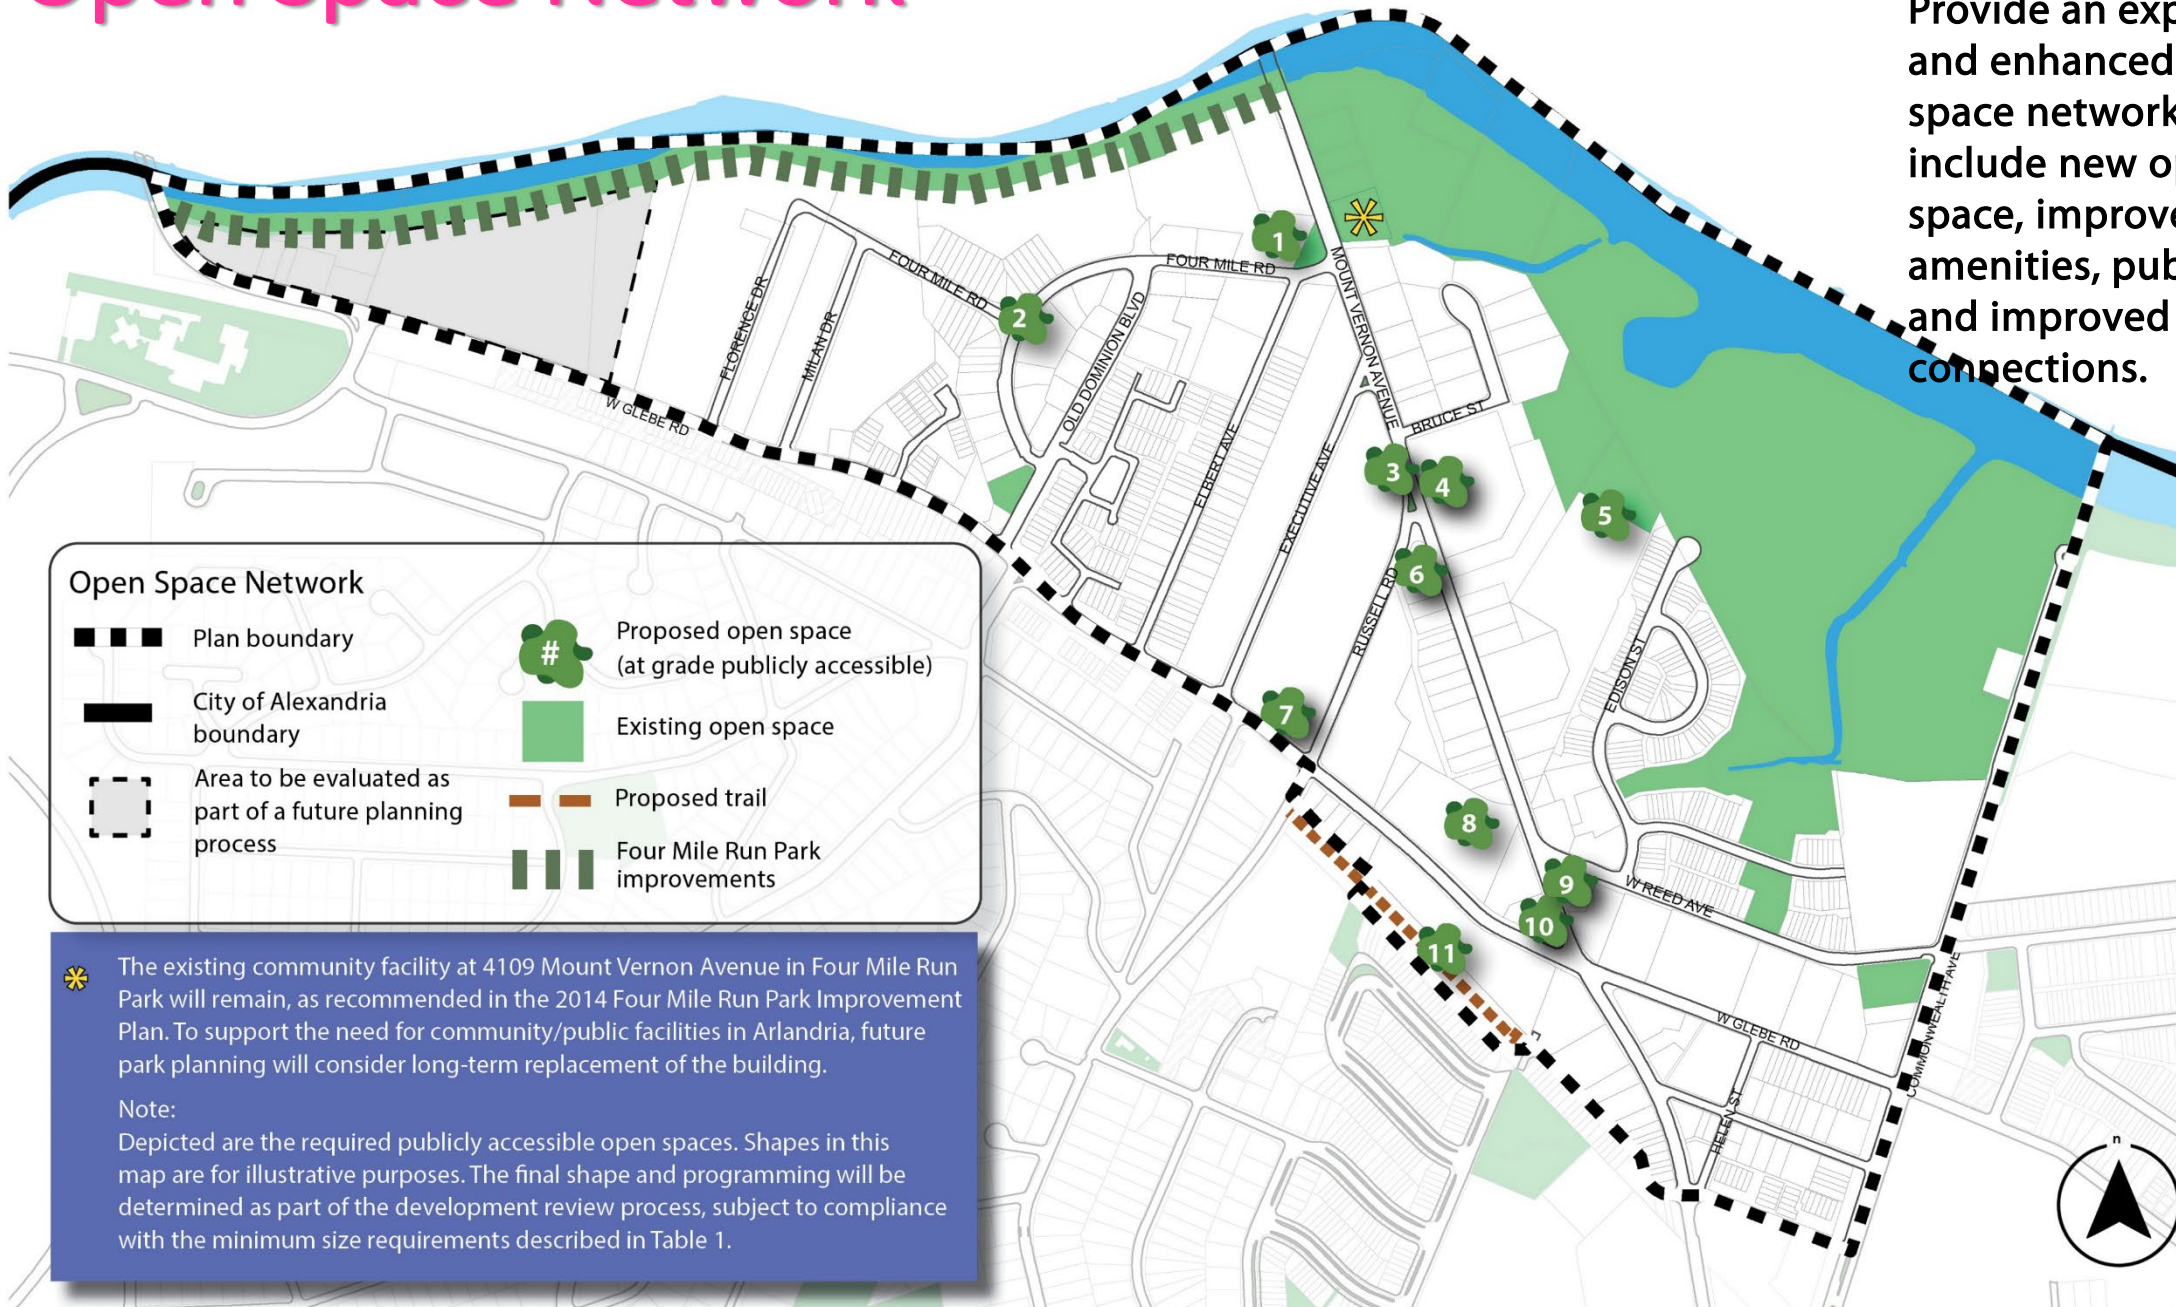 Open Space Network
Provide an exp
and enhanced
space network
include new op
space, improve
amenities, pub
and improved
connections.
FOUR MILE RD
FOUR MILE RD
FLORENCE DR
MILAN DR
OLD DOMINION BLVD
MOUNT VERNON AVENUE
BRUCE ST
W GLEBE RD
ELBERT AVE
EXECUTIVE AVE
RUSSELL RD
EDISON ST
W REED AVE
W GLEBE RD
HELEN ST
COMMONWEALTH AVE
1
2
3
4
5
6
7
8
9
10
11
n
Open Space Network
Plan boundary
City of Alexandria
boundary
Area to be evaluated as
part of a future planning
process
#
Proposed open space
(at grade publicly accessible)
Existing open space
Proposed trail
Four Mile Run Park
improvements
The existing community facility at 4109 Mount Vernon Avenue in Four Mile Run
Park will remain, as recommended in the 2014 Four Mile Run Park Improvement
Plan. To support the need for community/public facilities in Arlandria, future
park planning will consider long-term replacement of the building.
Note:
Depicted are the required publicly accessible open spaces. Shapes in this
map are for illustrative purposes. The final shape and programming will be
determined as part of the development review process, subject to compliance
with the minimum size requirements described in Table 1.